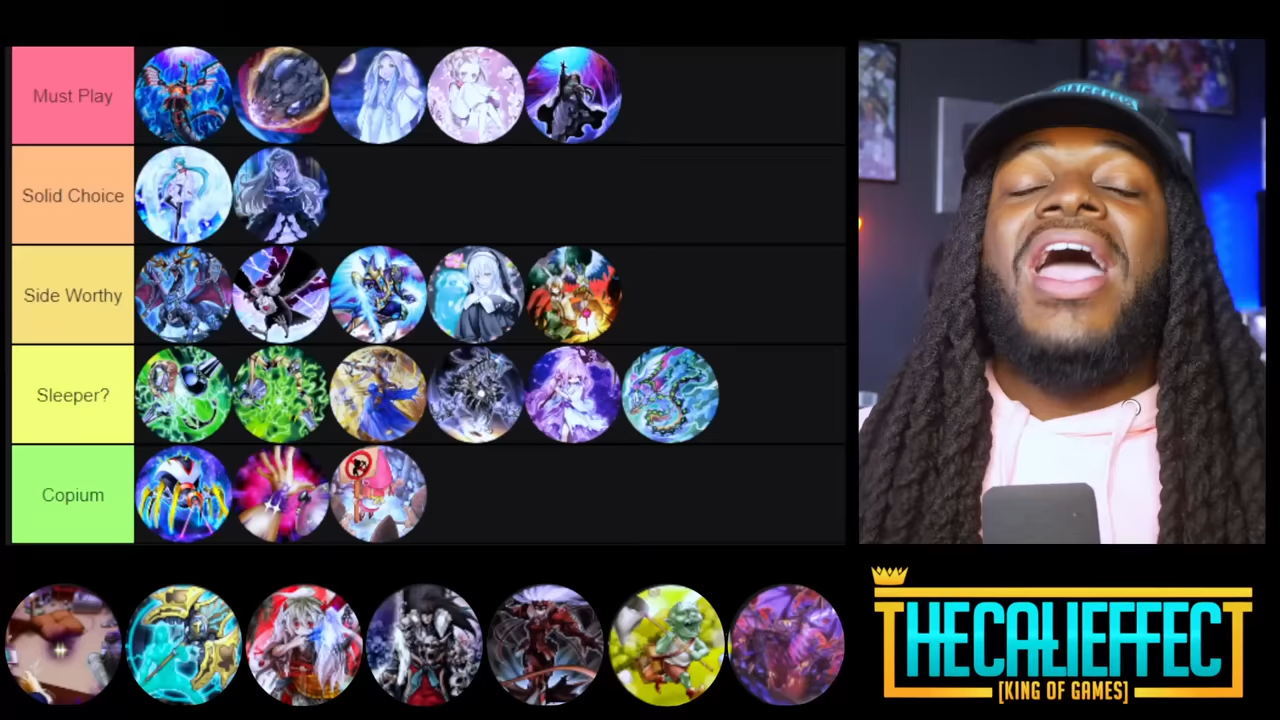 Must Play
Solid Choice
Side Worthy
Sleeper?
Copium
THECALIEFFECT
[KING OF GAMES]